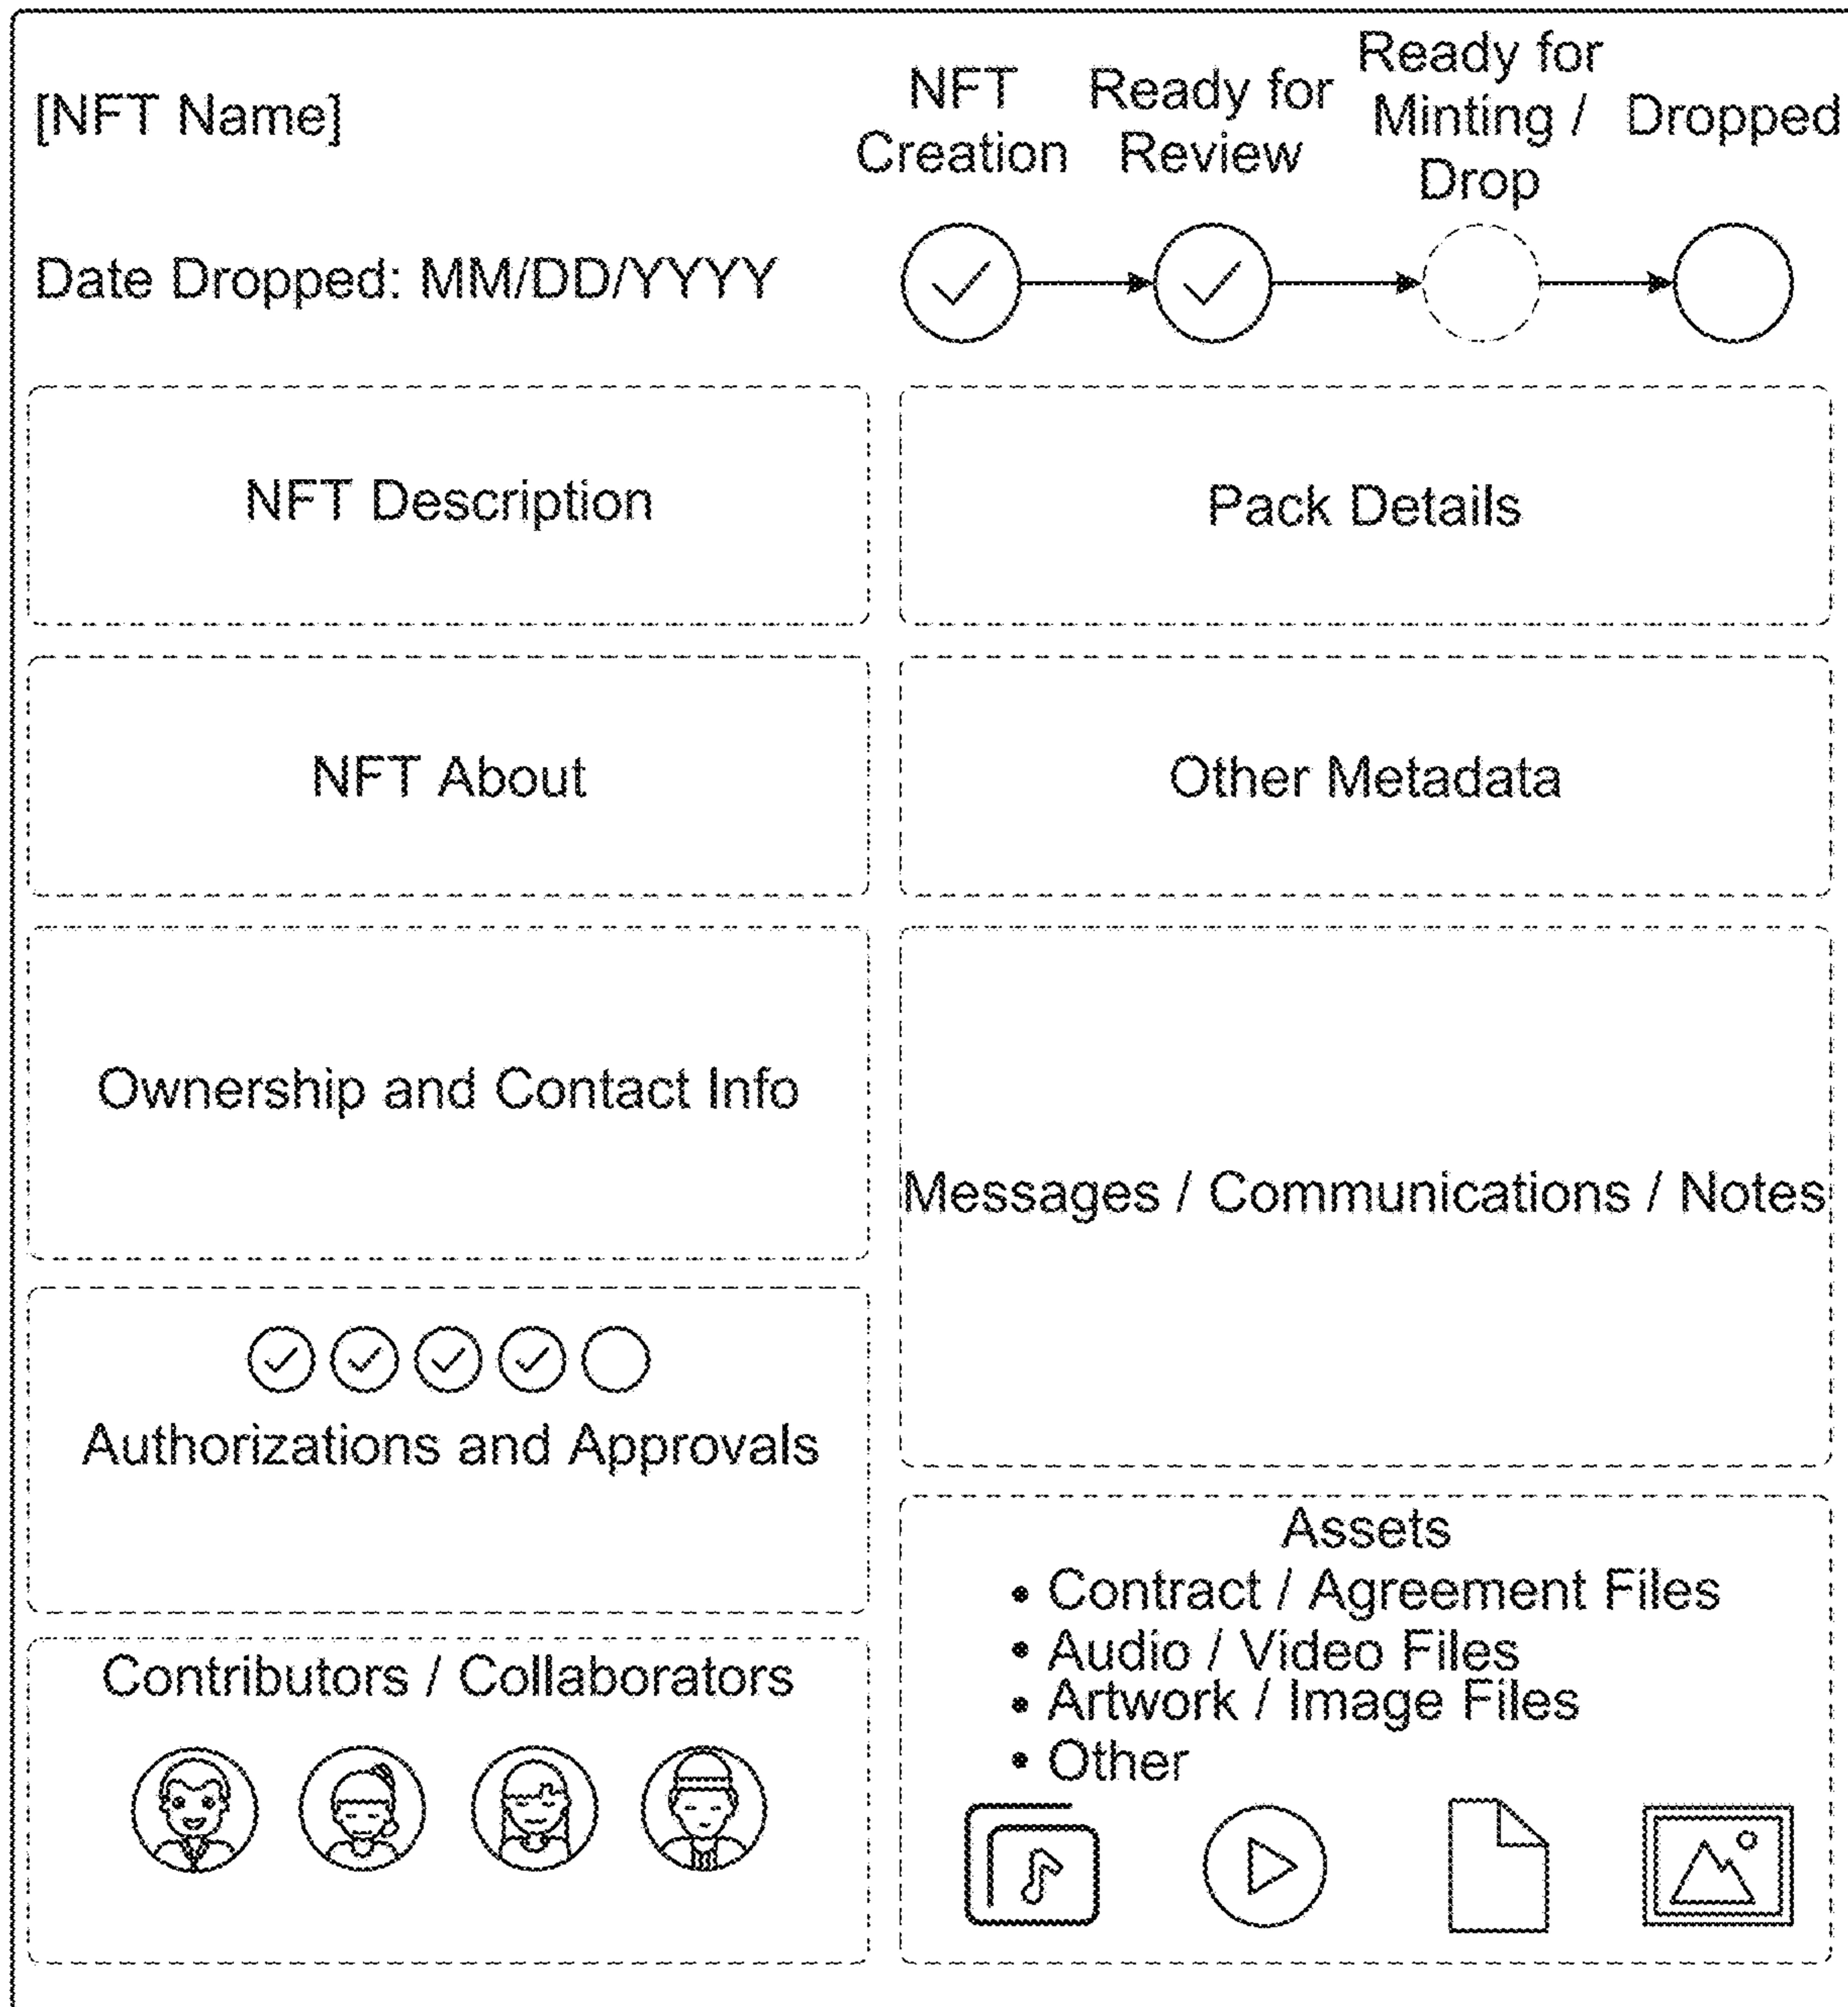 [NFT Name]
NFT
Creation
Ready for
Review
Ready for
Minting /
Drop
Dropped
Date Dropped: MM/DD/YYYY
NFT Description
Pack Details
NFT About
Other Metadata
Ownership and Contact Info
Messages / Communications / Notes
Authorizations and Approvals
Contributors / Collaborators
Assets
• Contract / Agreement Files
• Audio / Video Files
• Artwork / Image Files
• Other